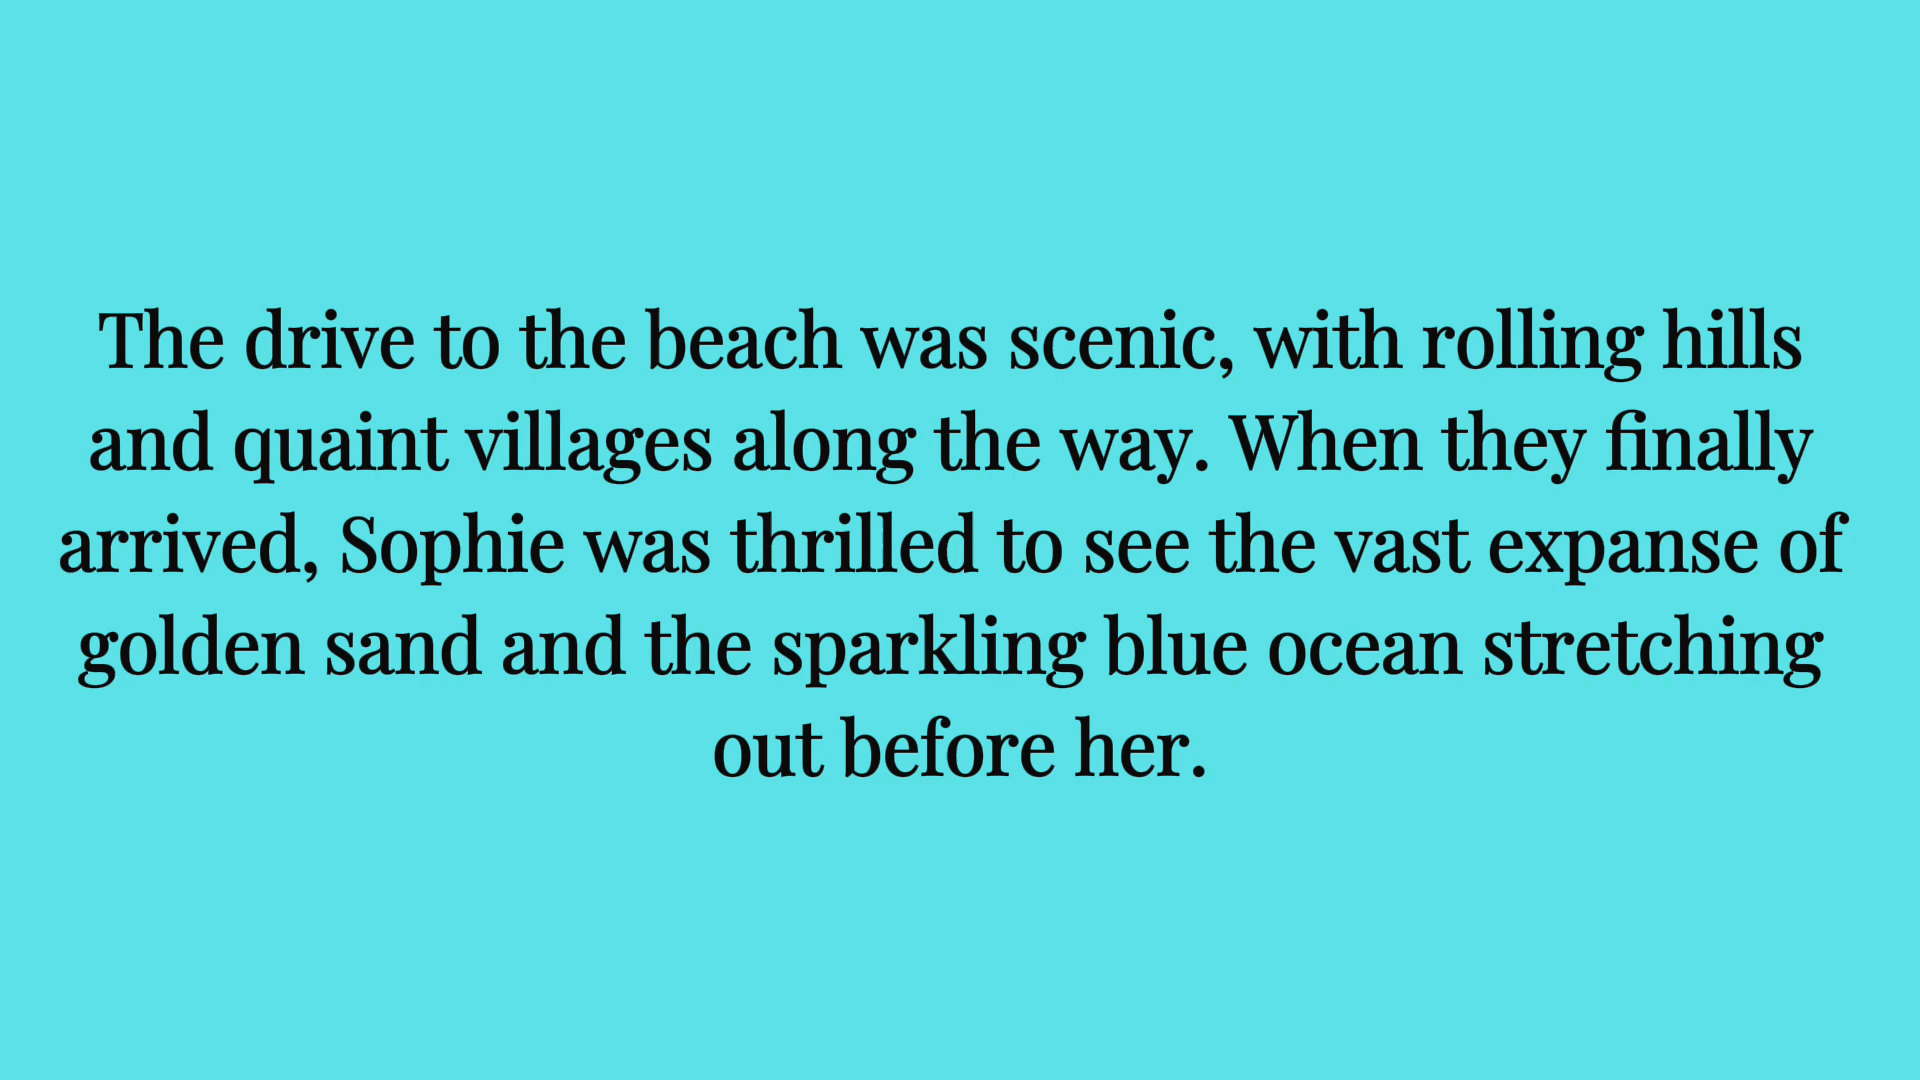 The drive to the beach was scenic, with rolling hills
and quaint villages along the way. When they finally
arrived, Sophie was thrilled to see the vast expanse of
golden sand and the sparkling blue ocean stretching
out before her.